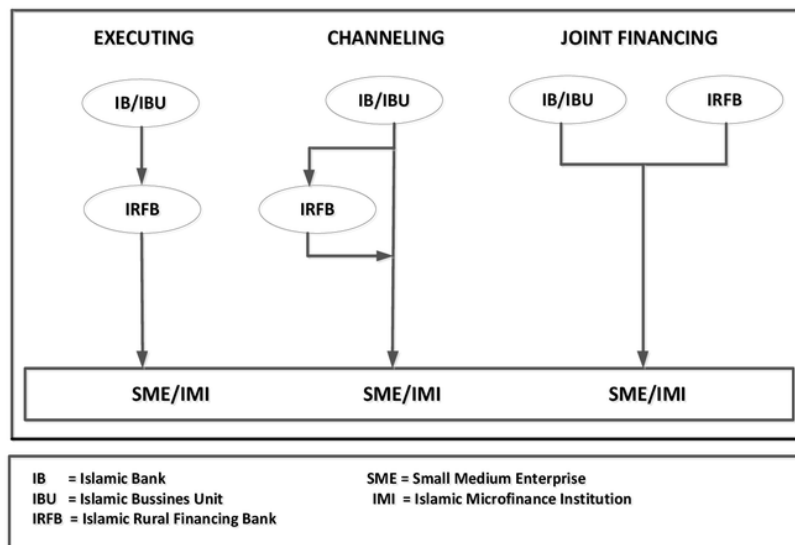 EXECUTING CHANNELING JOINT FINANCING
IB/IBU IB/IBU IB/IBU IRFB
IRFB IRFB
SME/IMI SME/IMI SME/IMI
IB = Islamic Bank SME = Small Medium Enterprise
IBU = Islamic Bussines Unit IMI = Islamic Microfinance Institution
IRFB = Islamic Rural Financing Bank